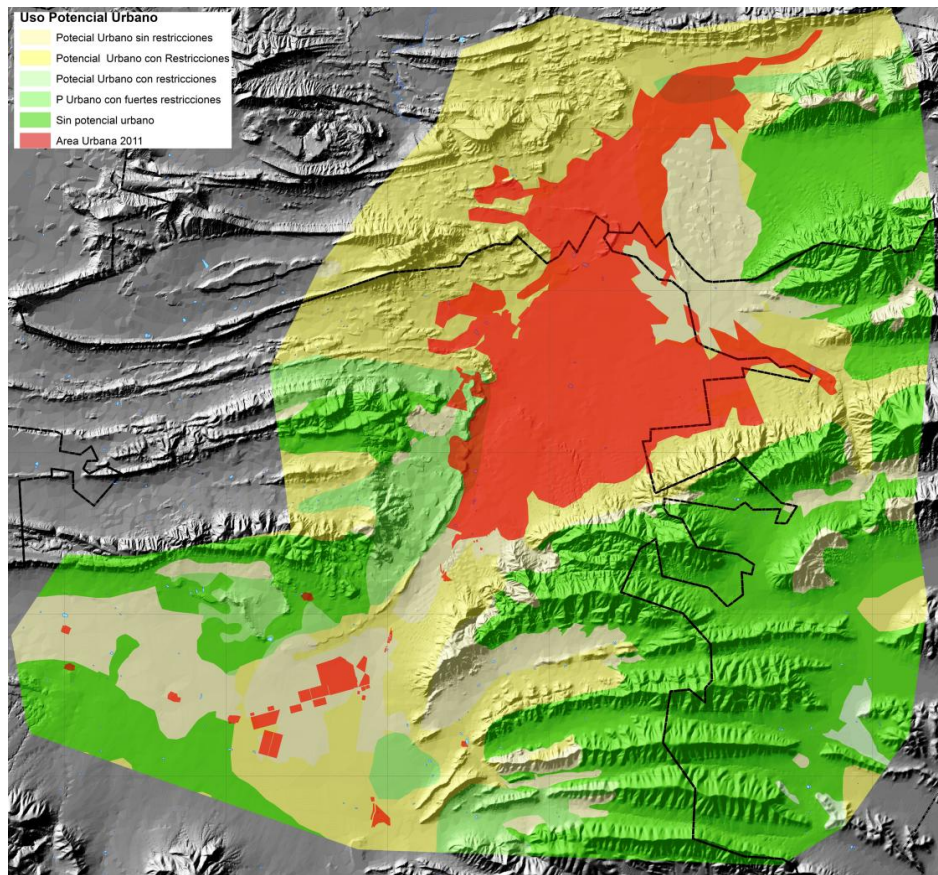 Uso Potencial Urbano
Potecial Urbano sin restricciones
Potencial Urbano con Restricciones
Potecial Urbano con restricciones
P Urbano con fuertes restricciones
Sin potencial urbano
Area Urbana 2011